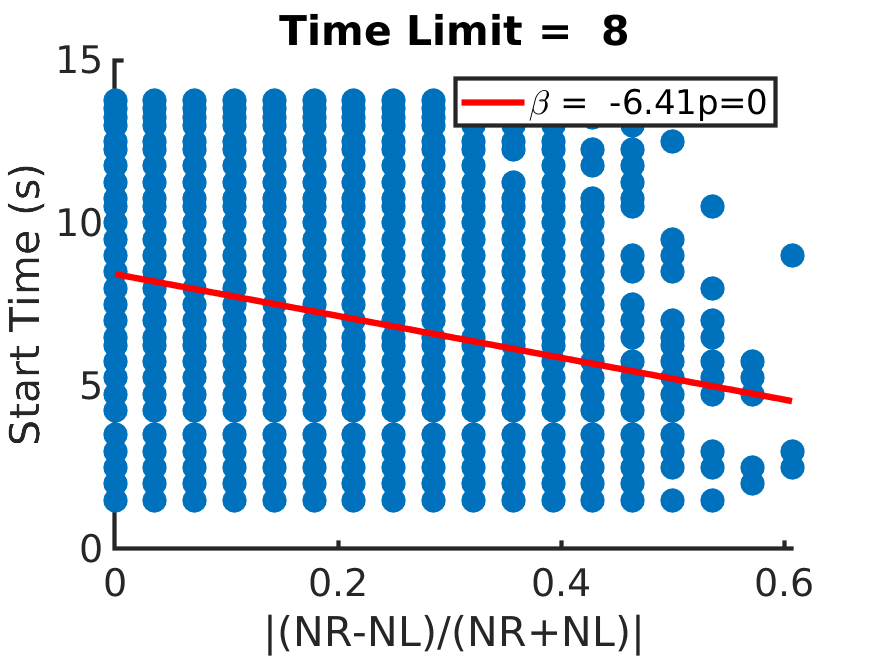 Time Limit =  8
β =  -6.41p=0
Start Time (s)
15
10
5
0
0 0.2 0.4 0.6
|(NR-NL)/(NR+NL)|